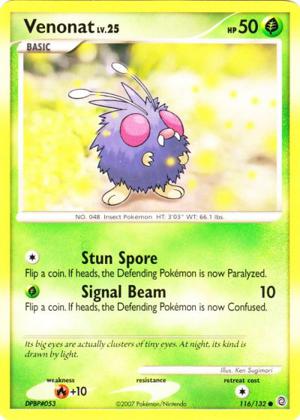 Venonat LV.25
HP 50
BASIC
NO. 048 Insect Pokémon HT: 3'03" WT: 66.1 lbs.
Stun Spore
Flip a coin. If heads, the Defending Pokémon is now Paralyzed.
Signal Beam 10
Flip a coin. If heads, the Defending Pokémon is now Confused.
Illus. Ken Sugimori
Its big eyes are actually clusters of tiny eyes. At night, its kind is
drawn by light.
weakness resistance retreat cost
+10
DPBP#053 ©2007 Pokémon/Nintendo 116/132